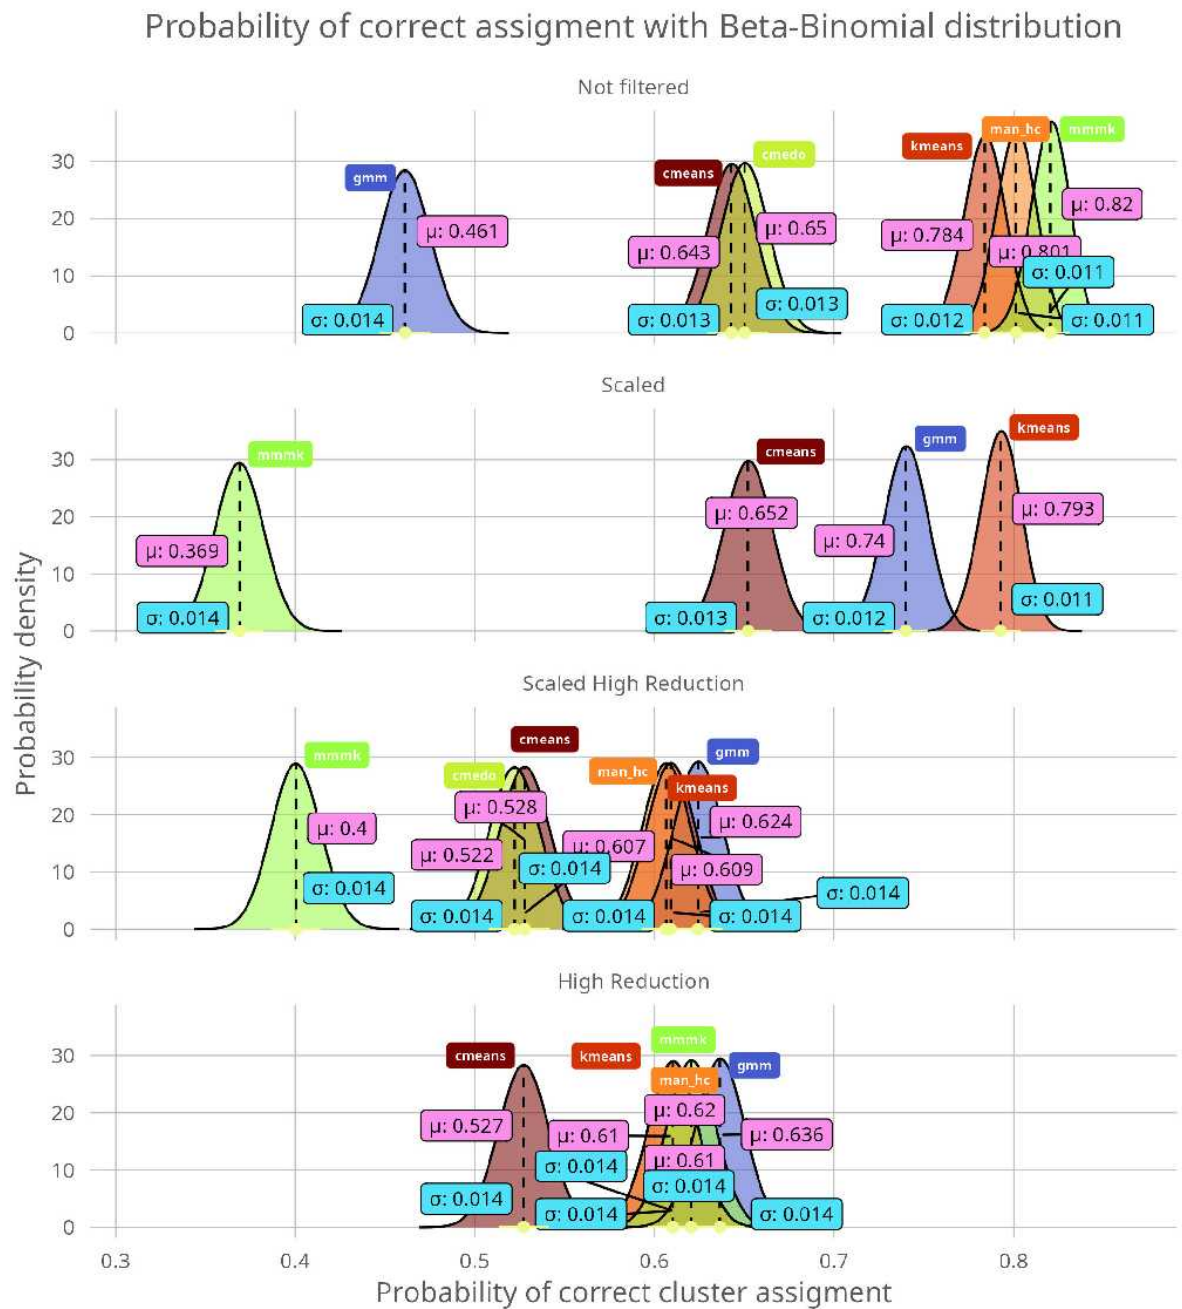 Probability of correct assigment with Beta-Binomial distribution
Not filtered
30
20
10
0
gmm
μ: 0.461
σ: 0.014
cmeans
cmedo
μ: 0.643
μ: 0.65
σ: 0.013
σ: 0.013
kmeans
man_hc
mmmk
μ: 0.784
μ: 0.801
μ: 0.82
σ: 0.011
σ: 0.012
σ: 0.011
Scaled
30
20
10
0
mmmk
μ: 0.369
σ: 0.014
cmeans
μ: 0.652
σ: 0.013
gmm
μ: 0.74
σ: 0.012
kmeans
μ: 0.793
σ: 0.011
Scaled High Reduction
30
20
10
0
mmmk
μ: 0.4
σ: 0.014
cmedo
cmeans
μ: 0.528
μ: 0.522
σ: 0.014
σ: 0.014
man_hc
gmm
kmeans
μ: 0.624
μ: 0.607
μ: 0.609
σ: 0.014
σ: 0.014
σ: 0.014
High Reduction
30
20
10
0
cmeans
μ: 0.527
σ: 0.014
kmeans
mmmk
man_hc
gmm
μ: 0.62
μ: 0.61
μ: 0.636
μ: 0.61
σ: 0.014
σ: 0.014
σ: 0.014
σ: 0.014
0.3
0.4
0.5
0.6
0.7
0.8
Probability of correct cluster assigment
Probability density